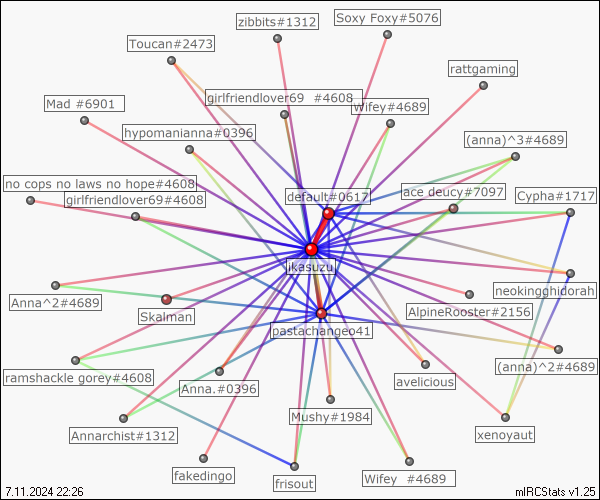 zibbits#1312
Soxy Foxy#5076
Toucan#2473
rattgaming
girlfriendlover69 #4608
Mad #6901
Wifey#4689
hypomanianna#0396
(anna)^3#4689
no cops no laws no hope#4608
ace deucy#7097
default#0617
girlfriendlover69#4608
Cypha#1717
jkasuzu
neokingghidorah
Anna^2#4689
Skalman
AlpineRooster#2156
pastachangeo41
(anna)^2#4689
ramshackle gorey#4608
Anna.#0396
avelicious
Mushy#1984
Annarchist#1312
xenoyaut
fakedingo
frisout
Wifey #4689
7.11.2024 22:26
mIRCStats v1.25